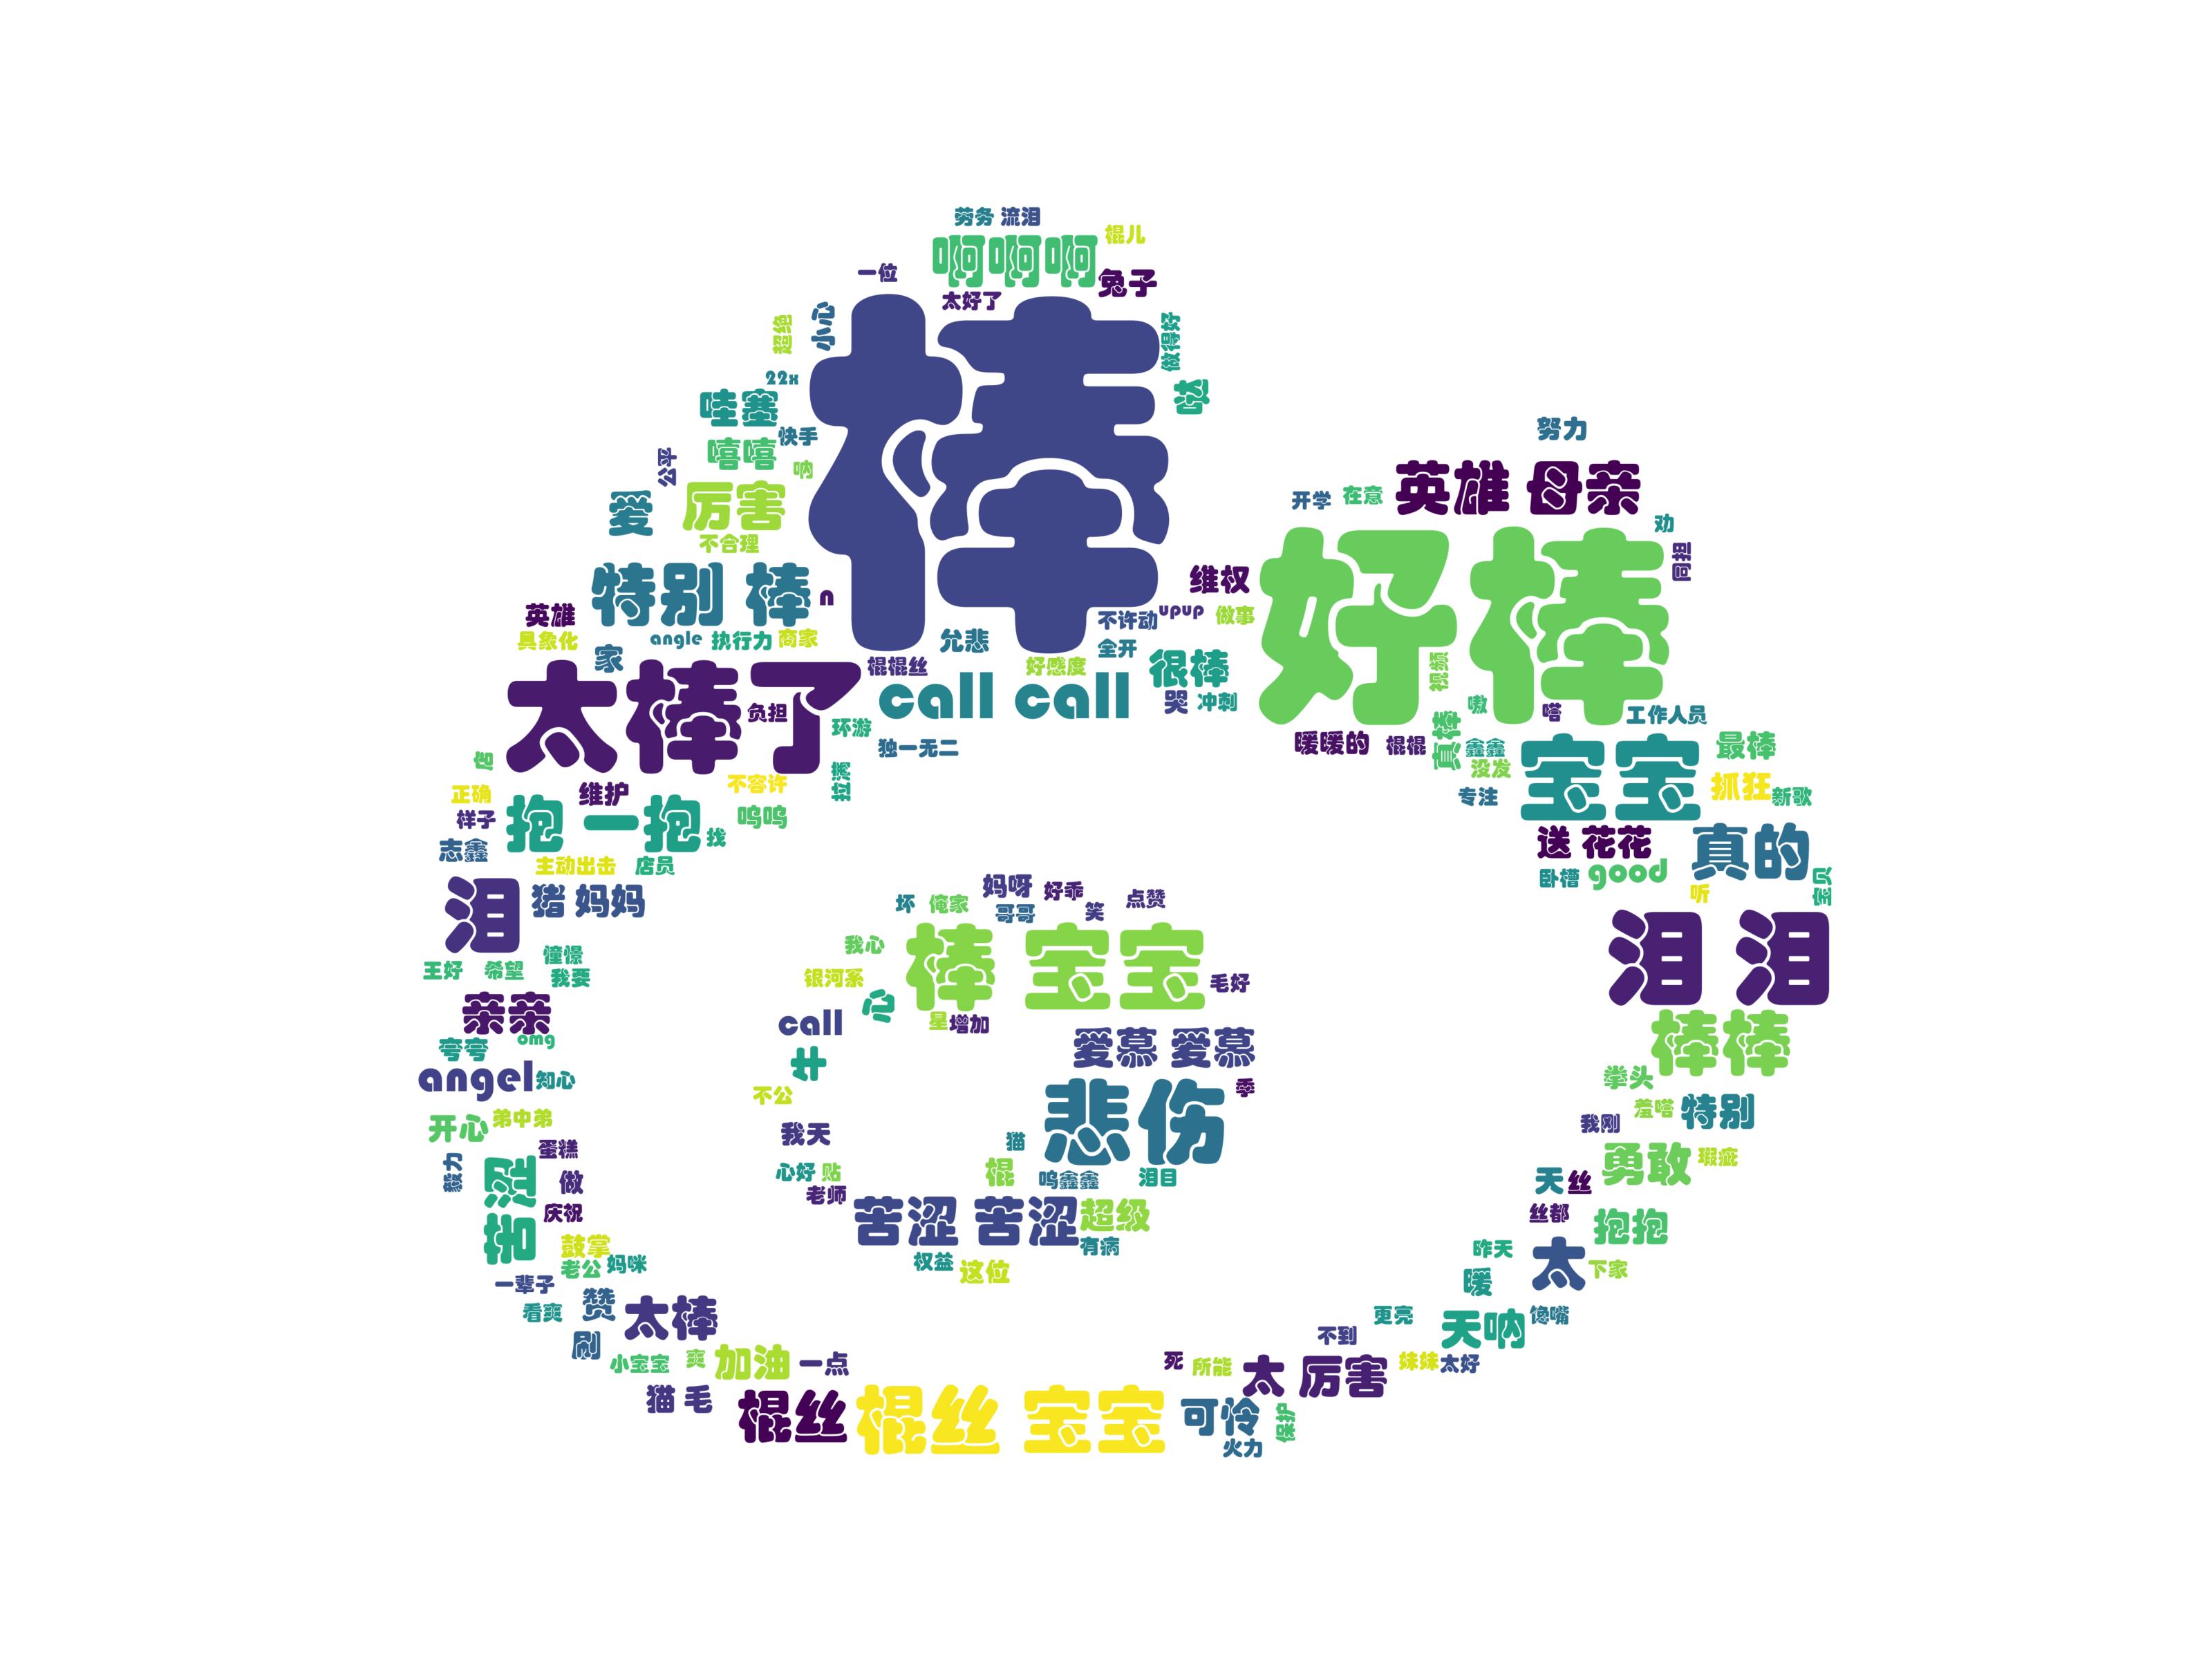 劳务 流泪
棍儿
啊啊啊
一位
兔子
太好了
小心
超绝
做得好
棒
哒
22x
哇塞
快手
嘻嘻
公平
呐
厉害
爱
不合理
特别 棒
n
英雄
具象化
angle 执行力 商家
家
努力
开学 在意 英雄 母亲
劝
同担
好棒
维权
不许动 upup 做事
允悲
全开
棍棍丝
好感度
很棒
call call
哭 冲刺
视频
嗷
嗒
工作人员
太棒了
负担
环游
独一无二
暖暖的 棍棍
真棒
鑫鑫
没发
宝宝
最棒
店
正确
维护
不容许
拉黑
专注
抓狂
新歌
样子
抱 一抱
找
呜呜
志鑫
主动出击 店员
送 花花
真的
卧槽 good
听
宝贝
泪
猪 妈妈
妈呀 好乖
坏 俺家
哥哥
笑
点赞
泪 泪
憧憬
王好 希望
我要
我心
棒 宝宝
银河系
毛好
心
星 增加
call
亲亲
夸夸
omg
棒棒
爱慕 爱慕
angel 知心
廾
不公
悲伤
季
拳头
羞嗒 特别
开心 弟中弟
我天
我刚
猫
蛋糕
毅力
苦涩
做
心好 贴
棍
呜鑫鑫
泪目
勇敢 瑕疵
天 丝
老师
庆祝
苦涩 苦涩 超级
丝都
抱抱
鼓掌
有病
老公 妈咪
权益 这位
昨天
太
下家
暖
一辈子
看爽
赞
太棒
刷
更亮
天呐 馋嘴
不到
小宝宝 爽 加油 一点
死 所能 太 厉害 妹妹 太好
猫 毛
棍丝 棍丝 宝宝 可怜
保护
火力